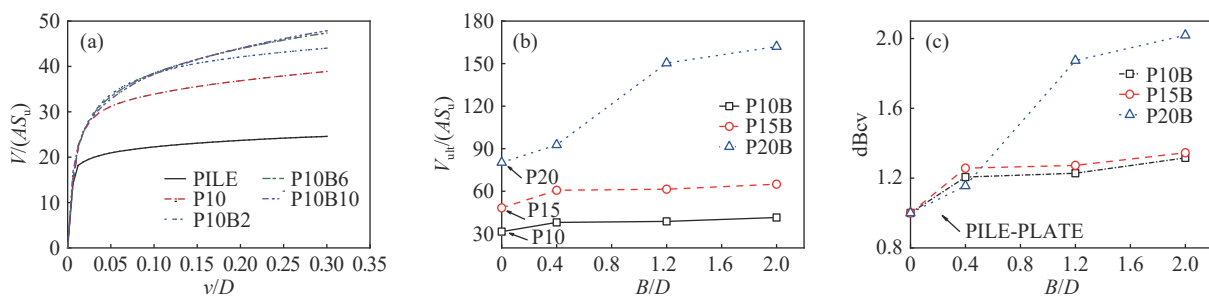 (a)
V/(ASu)
50
40
30
20
10
0
PILE
P10
P10B2
P10B6
P10B10
0 0.05 0.10 0.15 0.20 0.25 0.30 0.35
v/D
(b)
Vult/(ASu)
180
150
120
90
60
30
0
P10B
P15B
P20B
P20
P15
P10
0 0.4 0.8 1.2 1.6 2.0
B/D
(c)
dBcv
2.0
1.6
1.2
0.8
P10B
P15B
P20B
PILE-PLATE
0 0.4 0.8 1.2 1.6 2.0
B/D